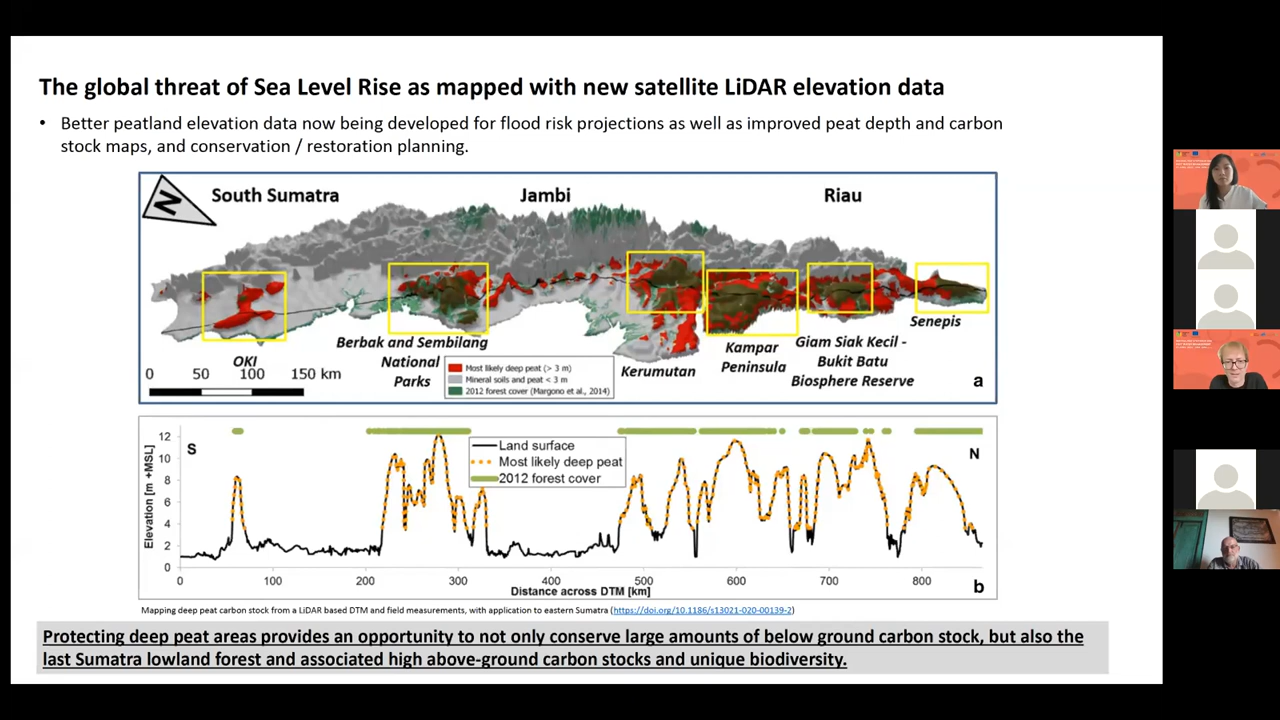 The global threat of Sea Level Rise as mapped with new satellite LiDAR elevation data
• Better peatland elevation data now being developed for flood risk projections as well as improved peat depth and carbon
stock maps, and conservation / restoration planning.
N
South Sumatra
Jambi
Riau
OKI
Berbak and Sembilang
National
Parks
Kerumutan
Kampar
Peninsula
Giam Siak Kecil -
Bukit Batu
Biosphere Reserve
Senepis
0 50 100 150 km
Most likely deep peat (> 3 m)
Mineral soils and peat < 3 m
2012 forest cover (Margono et al., 2014)
a
Elevation [m +MSL]
12
10
8
6
4
2
0
S
N
Land surface
Most likely deep peat
2012 forest cover
0 100 200 300 400 500 600 700 800
Distance across DTM [km]
b
Mapping deep peat carbon stock from a LiDAR based DTM and field measurements, with application to eastern Sumatra (https://doi.org/10.1186/s13021-020-00139-2)
Protecting deep peat areas provides an opportunity to not only conserve large amounts of below ground carbon stock, but also the
last Sumatra lowland forest and associated high above-ground carbon stocks and unique biodiversity.